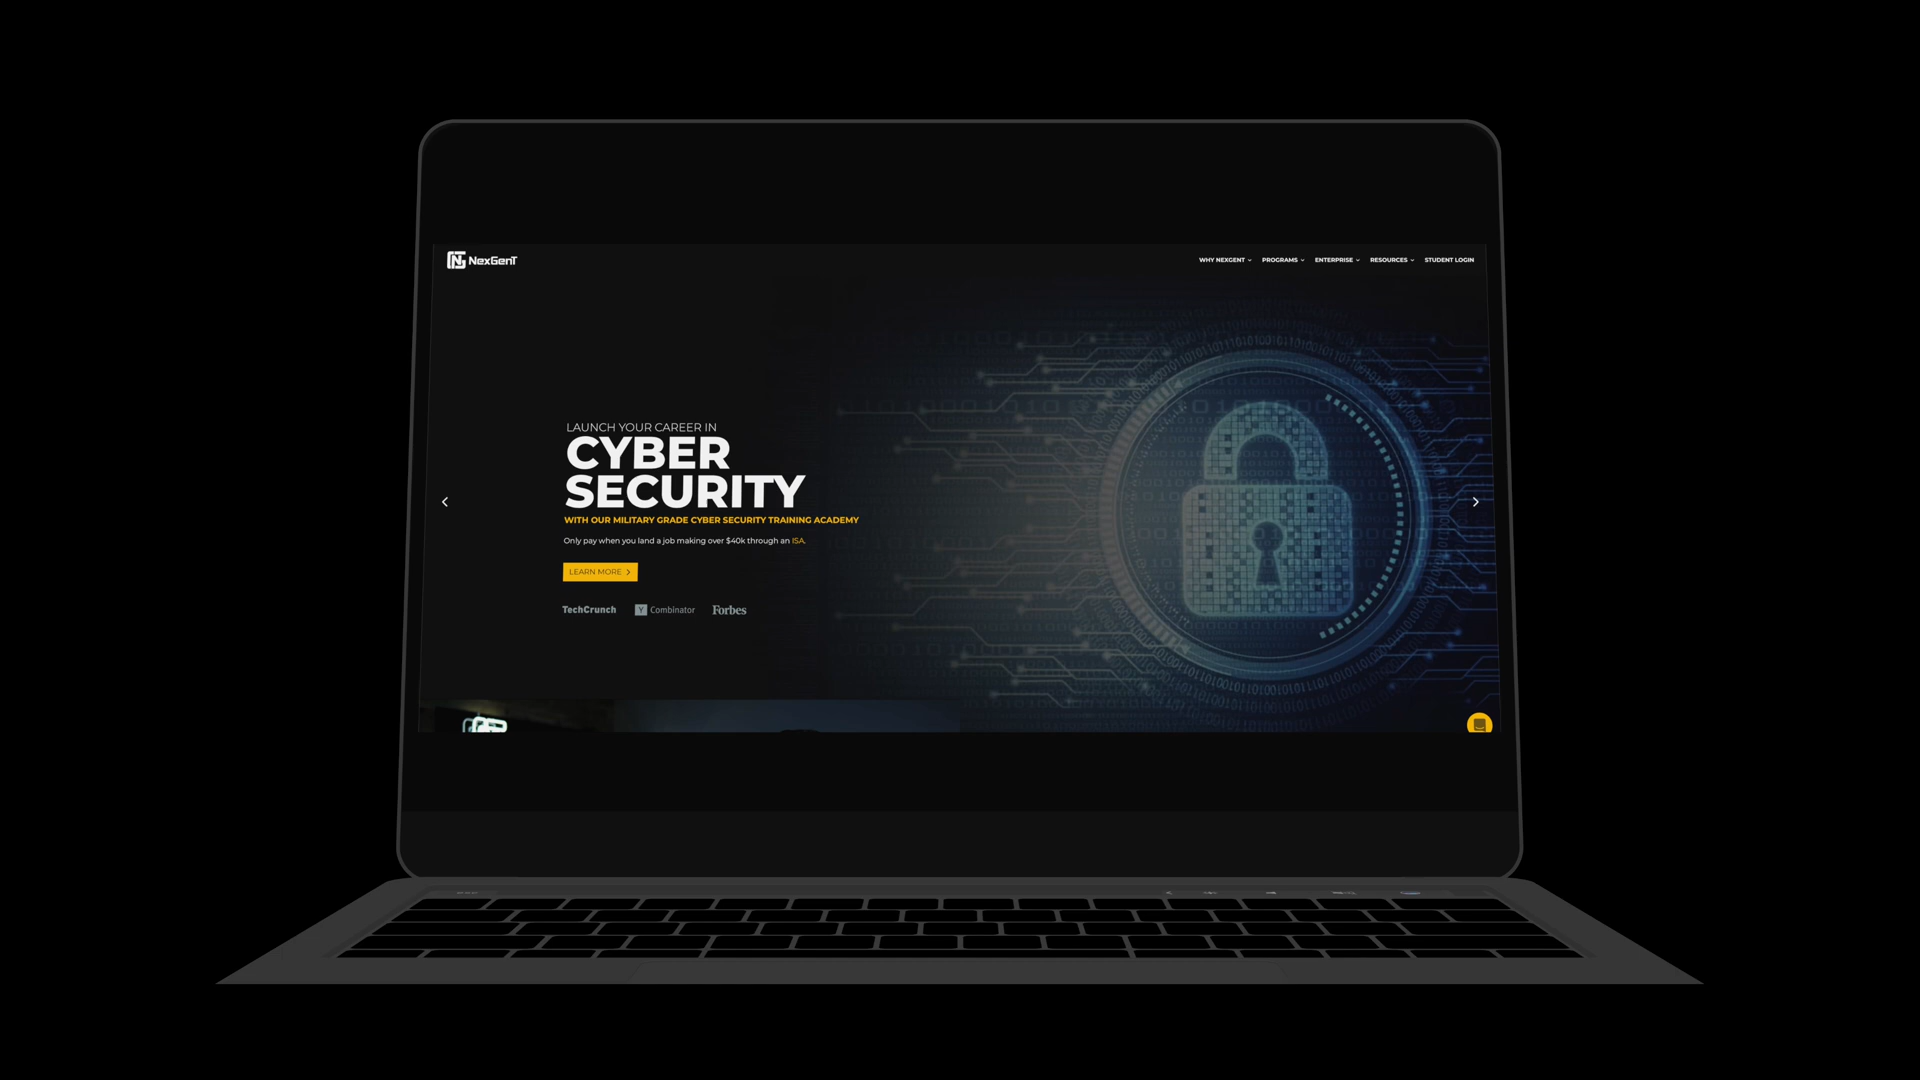 NexGenT
WHY NEXGENT PROGRAMS ENTERPRISE RESOURCES STUDENT LOGIN
LAUNCH YOUR CAREER IN
CYBER
SECURITY
WITH OUR MILITARY GRADE CYBER SECURITY TRAINING ACADEMY
Only pay when you land a job making over $40k through an ISA.
LEARN MORE
TechCrunch Y Combinator Forbes